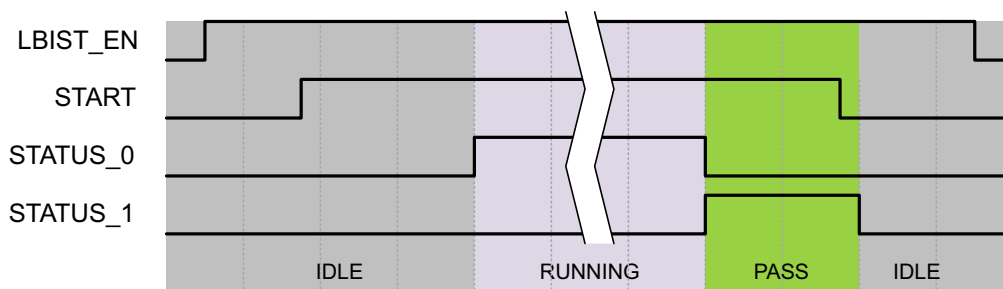 LBIST_EN
START
STATUS_0
STATUS_1
IDLE RUNNING PASS IDLE